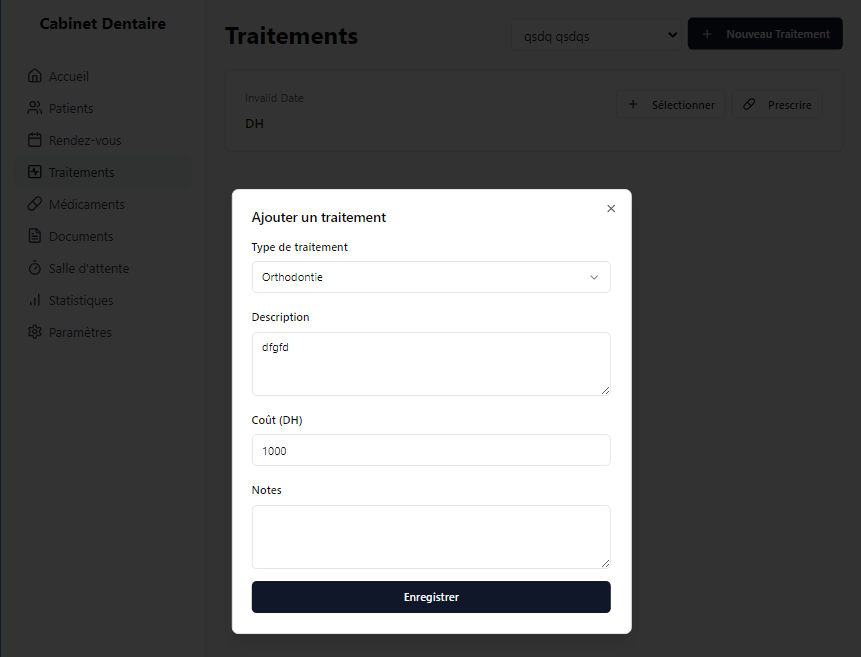 Cabinet Dentaire
Accueil
Patients
Rendez-vous
Traitements
Médicaments
Documents
Salle d'attente
Statistiques
Paramètres
Traitements
qsdq qsdqs
Nouveau Traitement
Invalid Date
DH
Sélectionner
Prescrire
Ajouter un traitement
Type de traitement
Orthodontie
Description
dfgfd
Coût (DH)
1000
Notes
Enregistrer